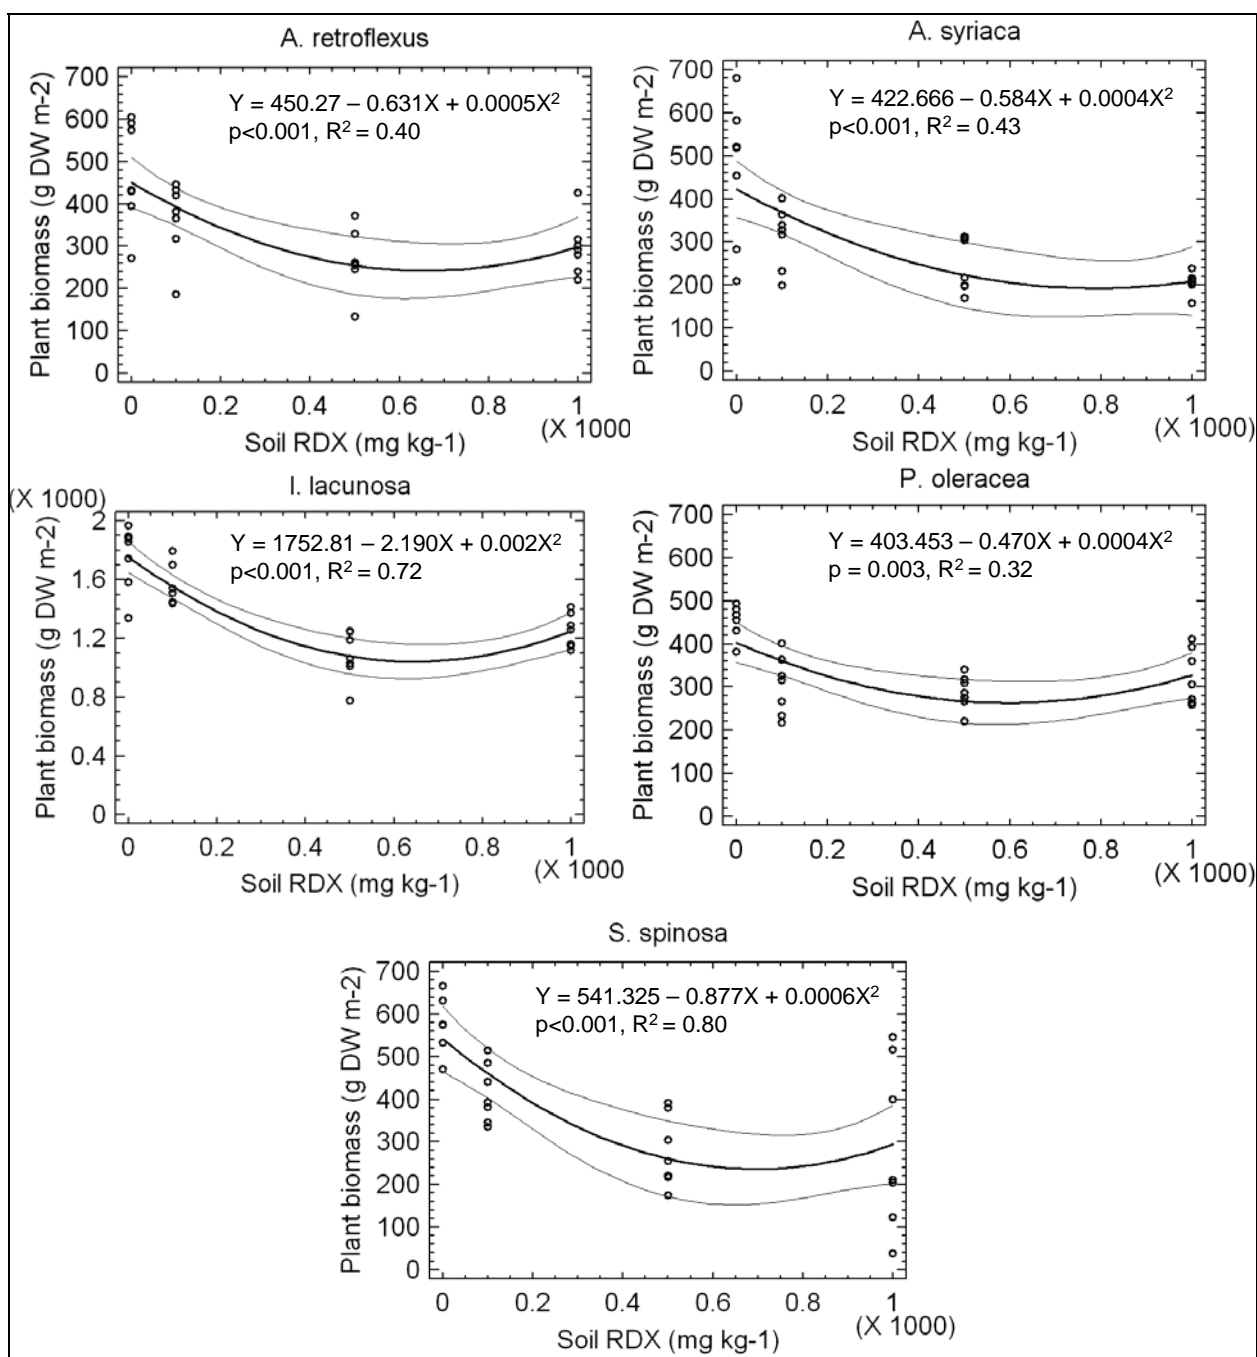 A. retroflexus
Plant biomass (g DW m-2)
700
600
500
400
300
200
100
0
Y = 450.27 – 0.631X + 0.0005X²
p<0.001, R² = 0.40
0 0.2 0.4 0.6 0.8 1
(X 1000
Soil RDX (mg kg-1)
A. syriaca
Plant biomass (g DW m-2)
700
600
500
400
300
200
100
0
Y = 422.666 – 0.584X + 0.0004X²
p<0.001, R² = 0.43
0 0.2 0.4 0.6 0.8 1
(X 1000)
Soil RDX (mg kg-1)
I. lacunosa
(X 1000)
Plant biomass (g DW m-2)
2
1.6
1.2
0.8
0.4
0
Y = 1752.81 – 2.190X + 0.002X²
p<0.001, R² = 0.72
0 0.2 0.4 0.6 0.8 1
(X 1000
Soil RDX (mg kg-1)
P. oleracea
Plant biomass (g DW m-2)
700
600
500
400
300
200
100
0
Y = 403.453 – 0.470X + 0.0004X²
p = 0.003, R² = 0.32
0 0.2 0.4 0.6 0.8 1
(X 1000)
Soil RDX (mg kg-1)
S. spinosa
Plant biomass (g DW m-2)
700
600
500
400
300
200
100
0
Y = 541.325 – 0.877X + 0.0006X²
p<0.001, R² = 0.80
0 0.2 0.4 0.6 0.8 1
(X 1000)
Soil RDX (mg kg-1)